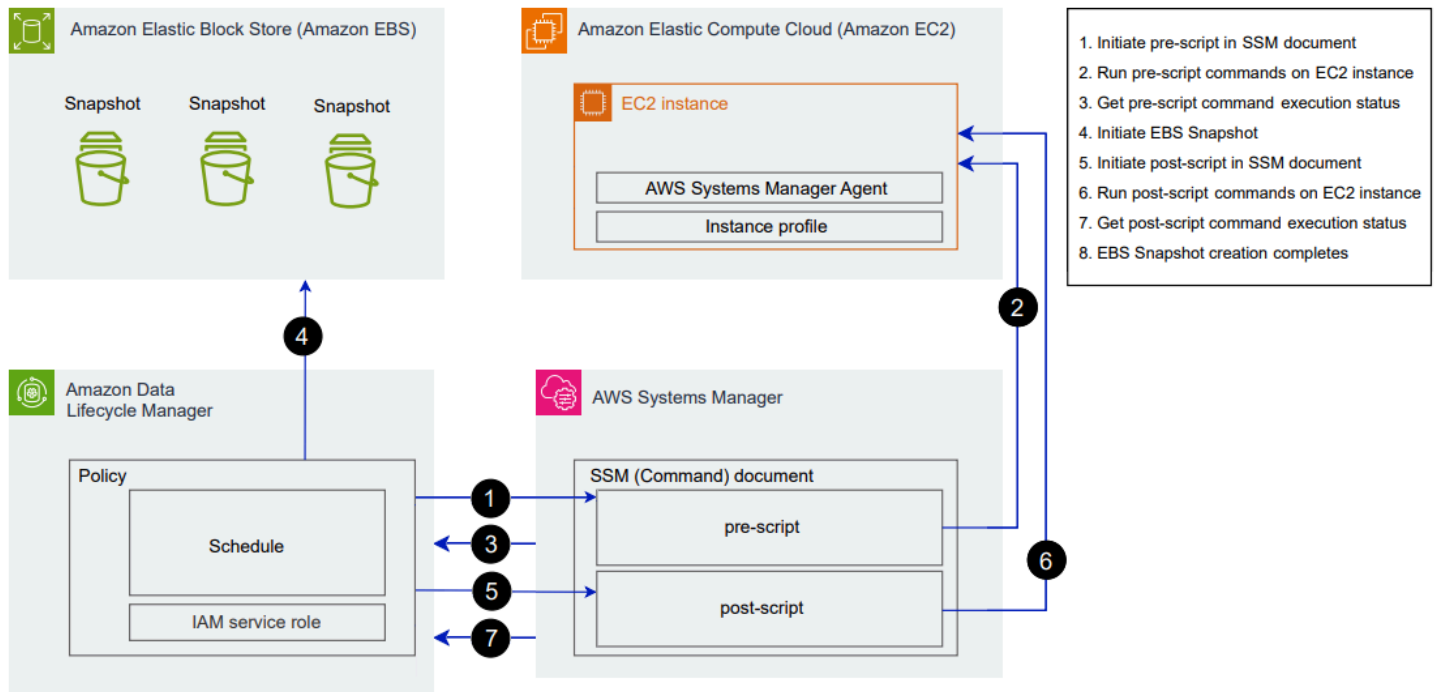 Amazon Elastic Block Store (Amazon EBS)
Snapshot
Snapshot
Snapshot
Amazon Elastic Compute Cloud (Amazon EC2)
EC2 instance
AWS Systems Manager Agent
Instance profile
1. Initiate pre-script in SSM document
2. Run pre-script commands on EC2 instance
3. Get pre-script command execution status
4. Initiate EBS Snapshot
5. Initiate post-script in SSM document
6. Run post-script commands on EC2 instance
7. Get post-script command execution status
8. EBS Snapshot creation completes
4
2
Amazon Data
Lifecycle Manager
Policy
Schedule
IAM service role
1
3
5
7
AWS Systems Manager
SSM (Command) document
pre-script
post-script
6